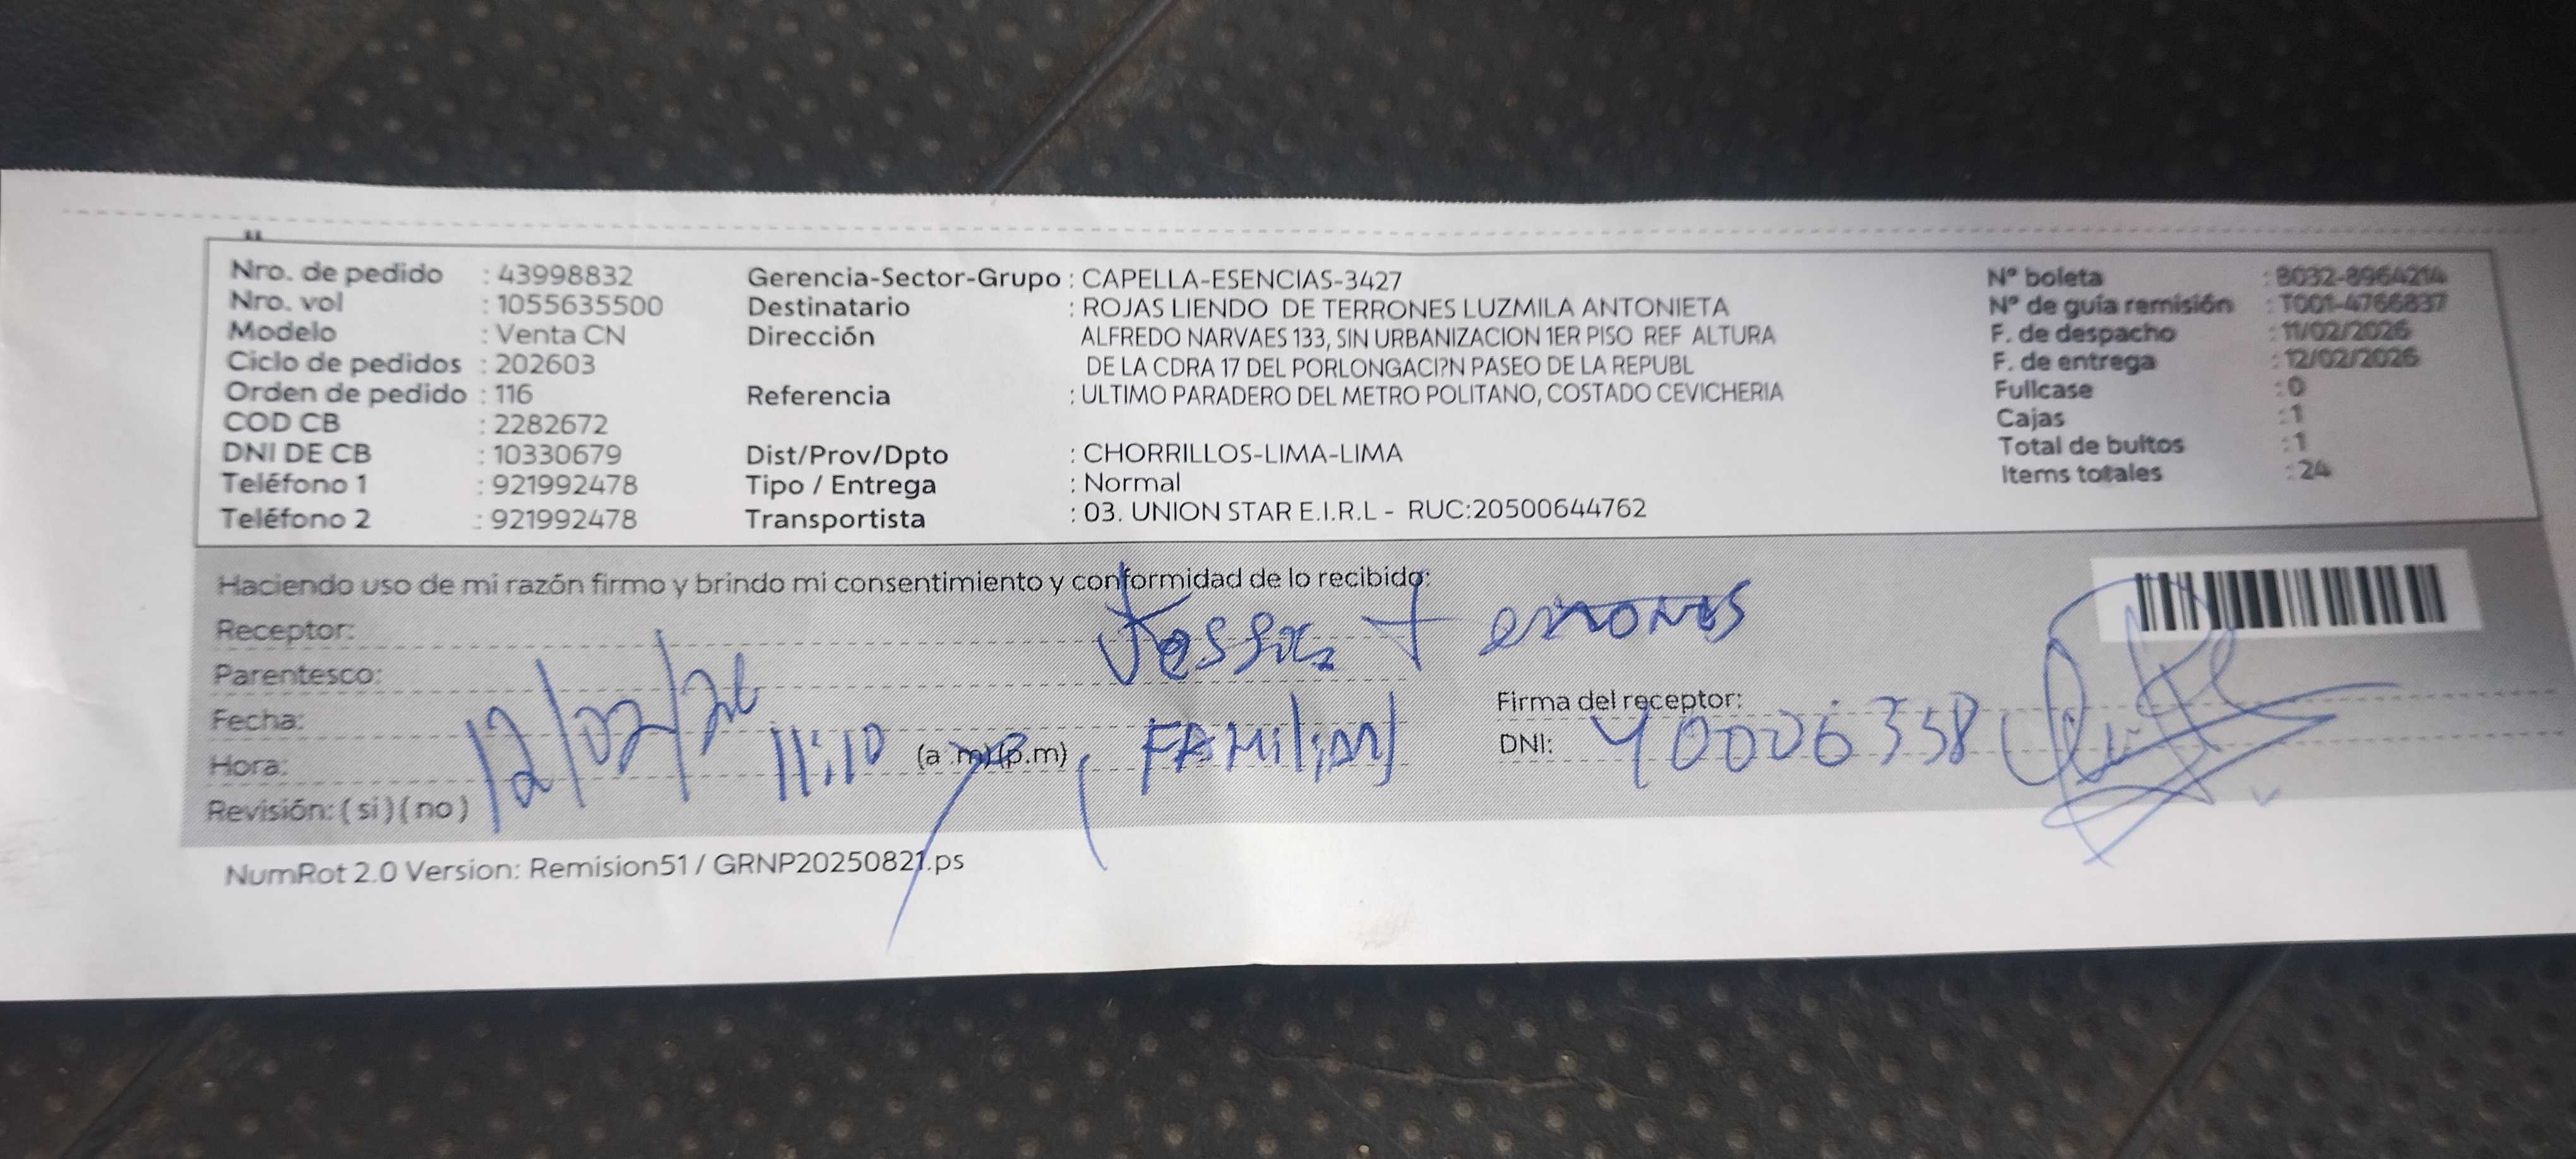 Nro. de pedido : 43998832
Nro. vol : 1055635500
Modelo : Venta CN
Ciclo de pedidos : 202603
Orden de pedido : 116
COD CB : 2282672
DNI DE CB : 10330679
Teléfono 1 : 921992478
Teléfono 2 : 921992478
Gerencia-Sector-Grupo : CAPELLA-ESENCIAS-3427
Destinatario : ROJAS LIENDO DE TERRONES LUZMILA ANTONIETA
Dirección ALFREDO NARVAES 133, SIN URBANIZACION 1ER PISO REF ALTURA
DE LA CDRA 17 DEL PORLONGACI?N PASEO DE LA REPUBL
Referencia : ULTIMO PARADERO DEL METRO POLITANO, COSTADO CEVICHERIA
Dist/Prov/Dpto : CHORRILLOS-LIMA-LIMA
Tipo / Entrega : Normal
Transportista : 03. UNION STAR E.I.R.L - RUC:20500644762
Nº boleta : B032-8964214
Nº de guía remisión : T001-4766837
F. de despacho : 11/02/2026
F. de entrega : 12/02/2026
Fullcase : 0
Cajas : 1
Total de bultos : 1
Items totales : 24
Haciendo uso de mi razón firmo y brindo mi consentimiento y conformidad de lo recibido:
Receptor: Terrones
Parentesco: FAMiliAR
Fecha: 12/02/26
Hora: 11:10 (a .m)(p.m)
Revisión: ( si ) ( no )
Firma del receptor:
DNI: 40006358
NumRot 2.0 Version: Remision51 / GRNP20250821.ps